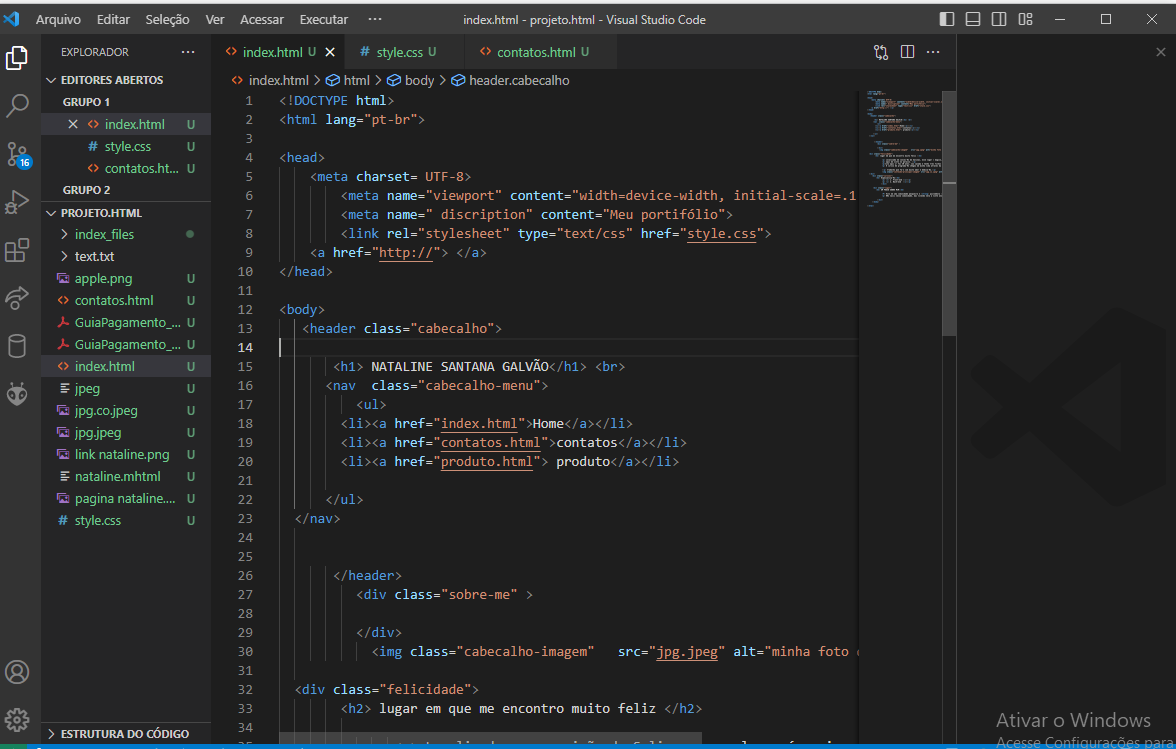 Arquivo Editar Seleção Ver Acessar Executar ··· index.html - projeto.html - Visual Studio Code
EXPLORADOR ···
EDITORES ABERTOS
GRUPO 1
index.html U
style.css U
contatos.ht... U
GRUPO 2
PROJETO.HTML
index_files
text.txt
apple.png U
contatos.html U
GuiaPagamento_... U
GuiaPagamento_... U
index.html U
jpeg U
jpg.co.jpeg U
jpg.jpeg U
link nataline.png U
nataline.mhtml U
pagina nataline.... U
style.css U
ESTRUTURA DO CÓDIGO
16
index.html U style.css U contatos.html U ···
index.html > html > body > header.cabecalho
1 <!DOCTYPE html>
2 <html lang="pt-br">
3
4 <head>
5 <meta charset= UTF-8>
6 <meta name="viewport" content="width=device-width, initial-scale=.1
7 <meta name=" discription" content="Meu portifólio">
8 <link rel="stylesheet" type="text/css" href="style.css">
9 <a href="http://"> </a>
10 </head>
11
12 <body>
13 <header class="cabecalho">
14
15 <h1> NATALINE SANTANA GALVÃO</h1> <br>
16 <nav  class="cabecalho-menu">
17 <ul>
18 <li><a href="index.html">Home</a></li>
19 <li><a href="contatos.html">contatos</a></li>
20 <li><a href="produto.html"> produto</a></li>
21
22 </ul>
23 </nav>
24
25
26 </header>
27 <div class="sobre-me" >
28
29 </div>
30 <img class="cabecalho-imagem"   src="jpg.jpeg" alt="minha foto
31
32 <div class="felicidade">
33 <h2> lugar em que me encontro muito feliz </h2>
34
Ativar o Windows
Acesse Configurações para